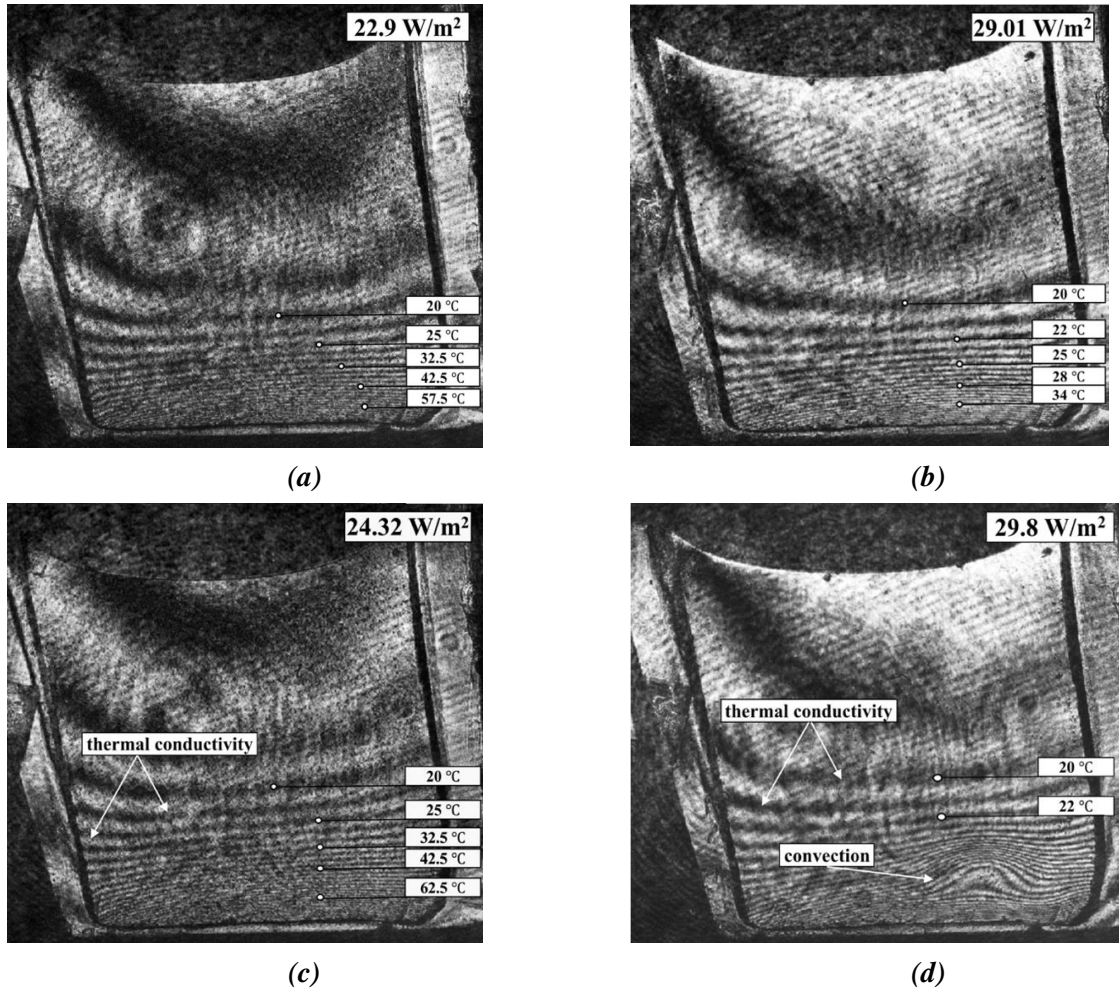 22.9 W/m²
20 °C
25 °C
32.5 °C
42.5 °C
57.5 °C
(a)
29.01 W/m²
20 °C
22 °C
25 °C
28 °C
34 °C
(b)
24.32 W/m²
thermal conductivity
20 °C
25 °C
32.5 °C
42.5 °C
62.5 °C
(c)
29.8 W/m²
thermal conductivity
20 °C
22 °C
convection
(d)